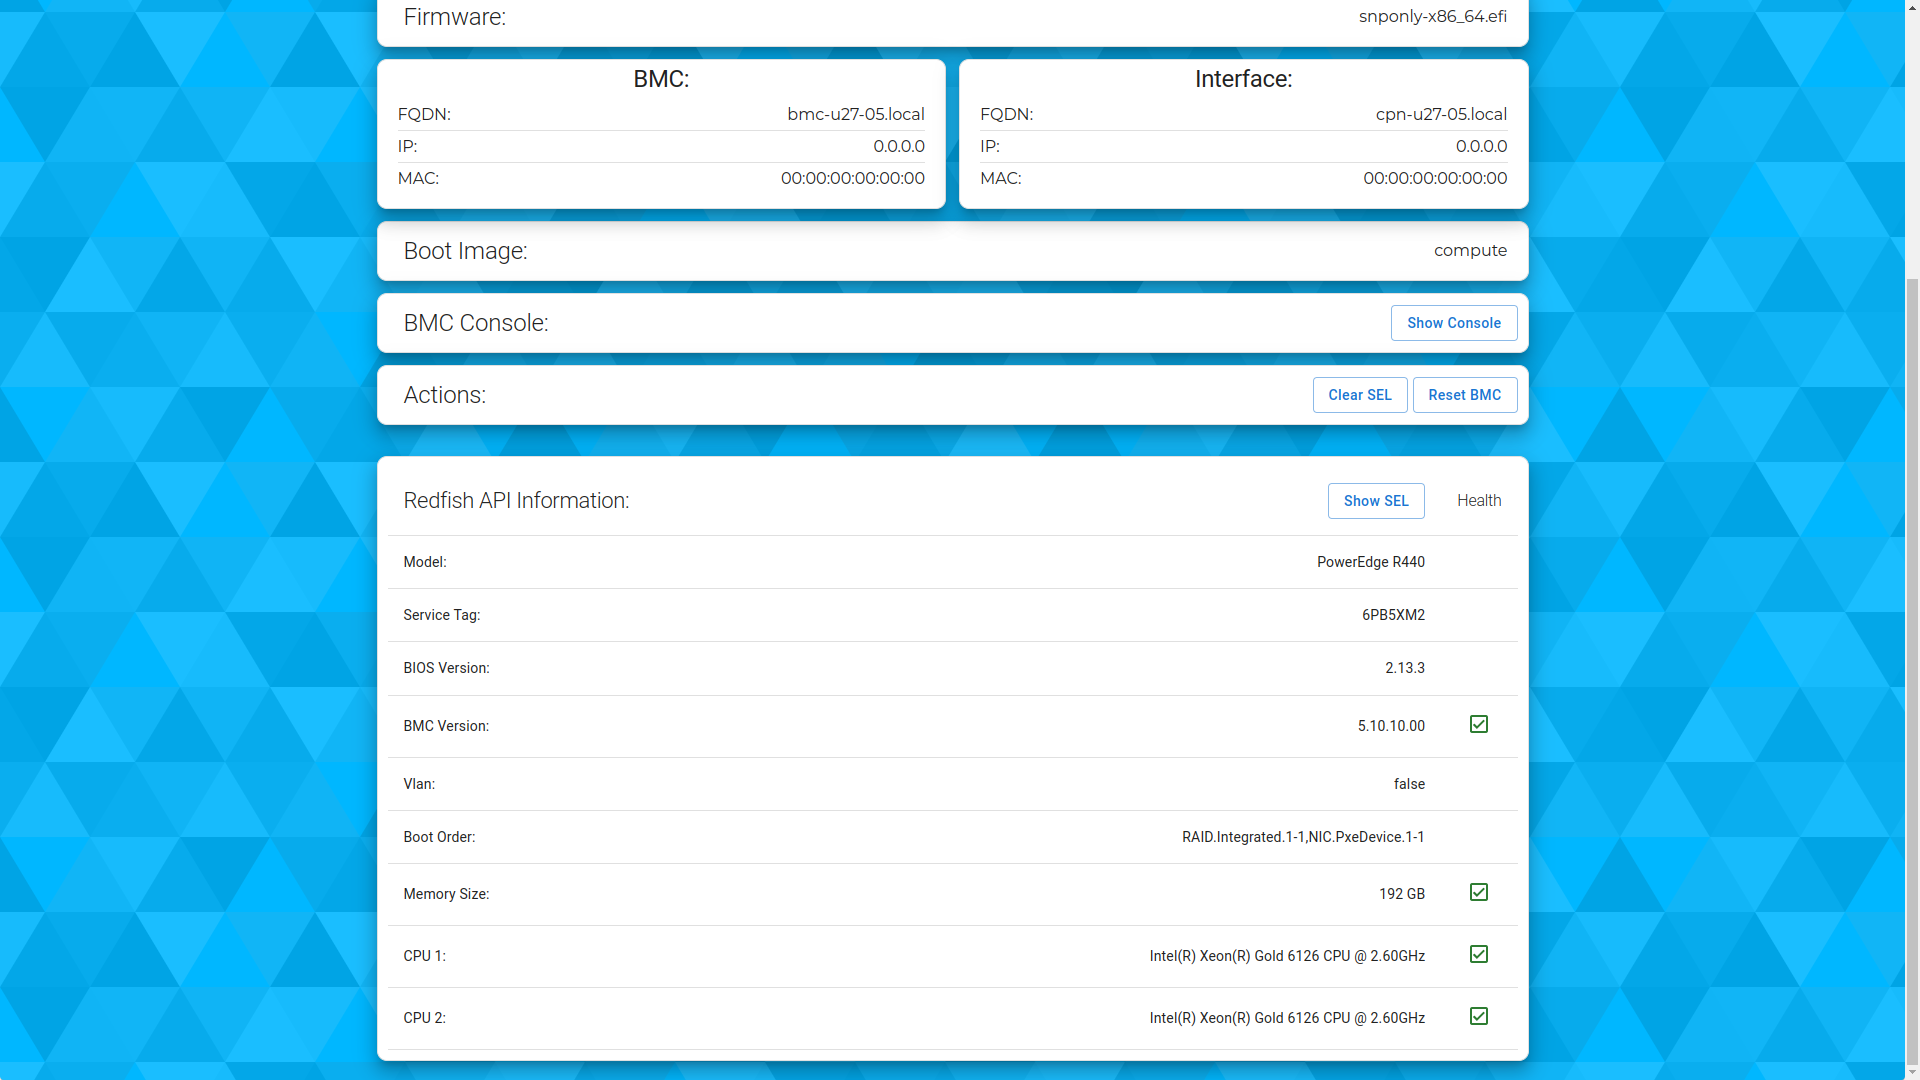 Firmware: snponly-x86_64.efi
BMC:
FQDN: bmc-u27-05.local
IP: 0.0.0.0
MAC: 00:00:00:00:00:00
Interface:
FQDN: cpn-u27-05.local
IP: 0.0.0.0
MAC: 00:00:00:00:00:00
Boot Image: compute
BMC Console: Show Console
Actions: Clear SEL Reset BMC
Redfish API Information: Show SEL Health
Model: PowerEdge R440
Service Tag: 6PB5XM2
BIOS Version: 2.13.3
BMC Version: 5.10.10.00
Vlan: false
Boot Order: RAID.Integrated.1-1,NIC.PxeDevice.1-1
Memory Size: 192 GB
CPU 1: Intel(R) Xeon(R) Gold 6126 CPU @ 2.60GHz
CPU 2: Intel(R) Xeon(R) Gold 6126 CPU @ 2.60GHz